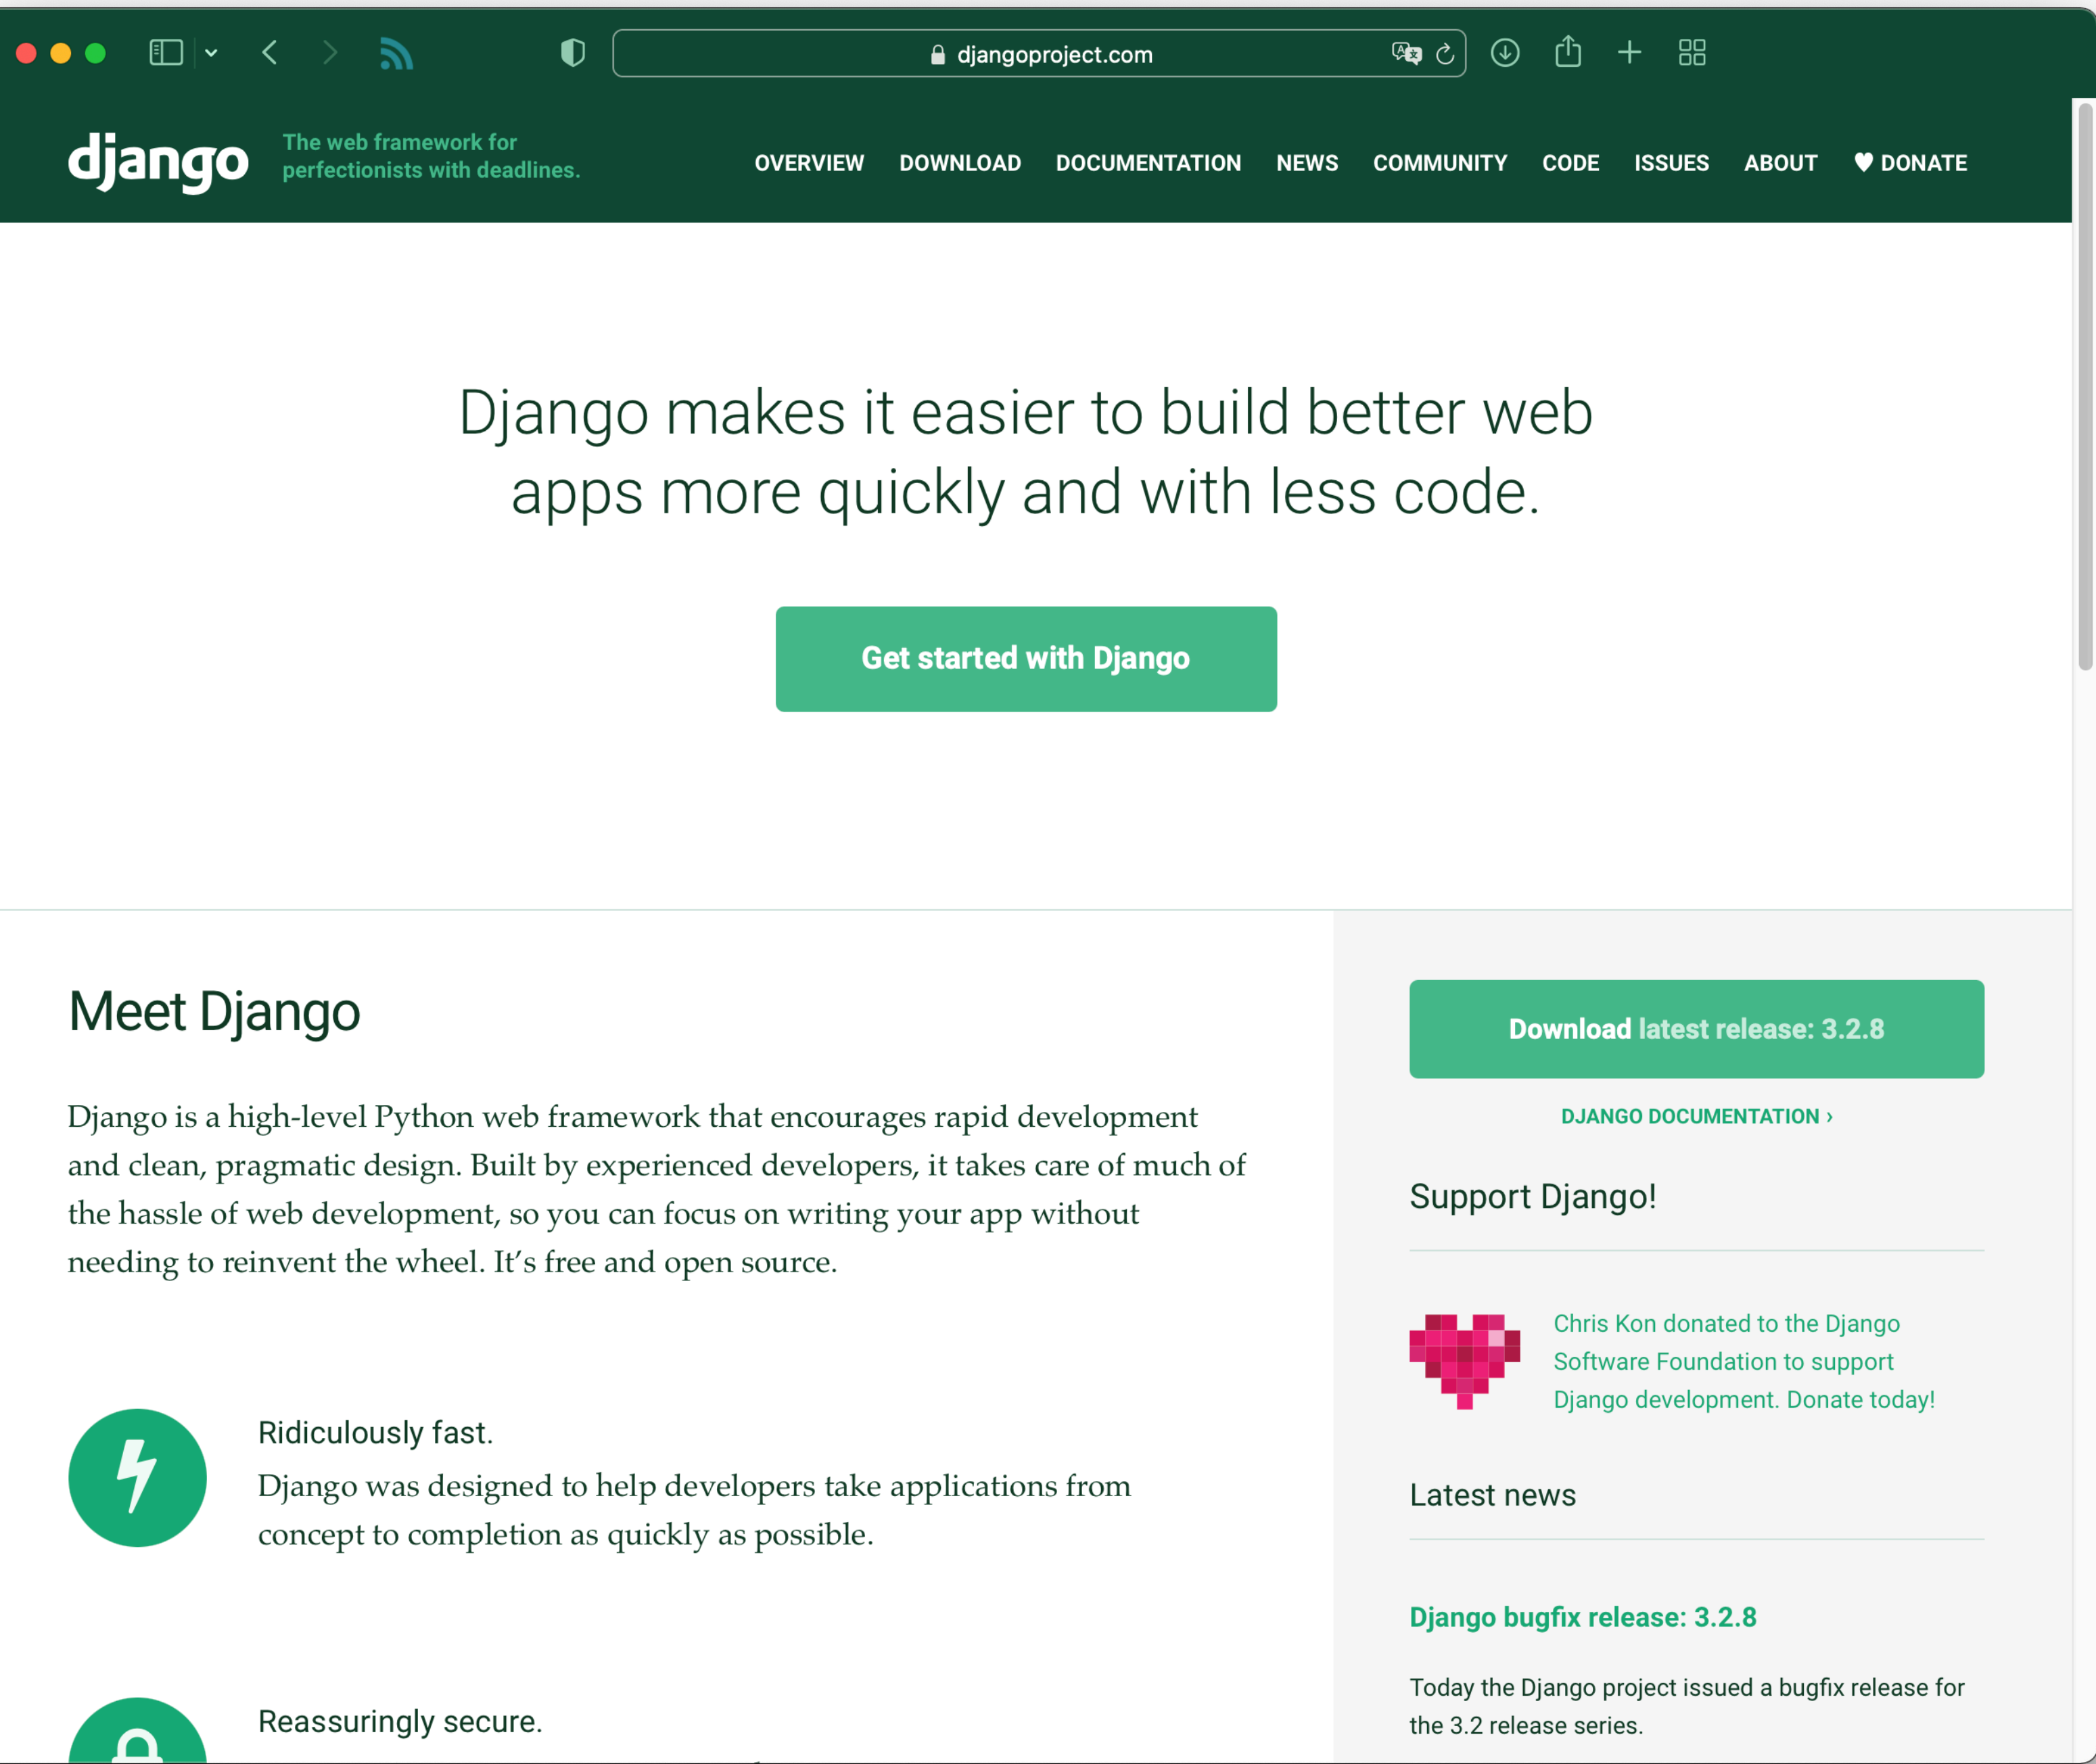 djangoproject.com
django
The web framework for
perfectionists with deadlines.
OVERVIEW DOWNLOAD DOCUMENTATION NEWS COMMUNITY CODE ISSUES ABOUT DONATE
Django makes it easier to build better web
apps more quickly and with less code.
Get started with Django
Meet Django
Django is a high-level Python web framework that encourages rapid development
and clean, pragmatic design. Built by experienced developers, it takes care of much of
the hassle of web development, so you can focus on writing your app without
needing to reinvent the wheel. It’s free and open source.
Ridiculously fast.
Django was designed to help developers take applications from
concept to completion as quickly as possible.
Reassuringly secure.
Download latest release: 3.2.8
DJANGO DOCUMENTATION ›
Support Django!
Chris Kon donated to the Django
Software Foundation to support
Django development. Donate today!
Latest news
Django bugfix release: 3.2.8
Today the Django project issued a bugfix release for
the 3.2 release series.